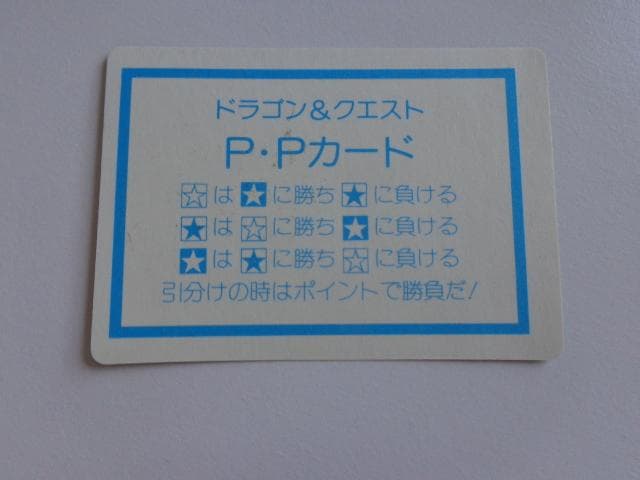 ドラゴン&クエスト
P・Pカード
☆は★に勝ち★に負ける
★は☆に勝ち★に負ける
★は★に勝ち☆に負ける
引分けの時はポイントで勝負だ!